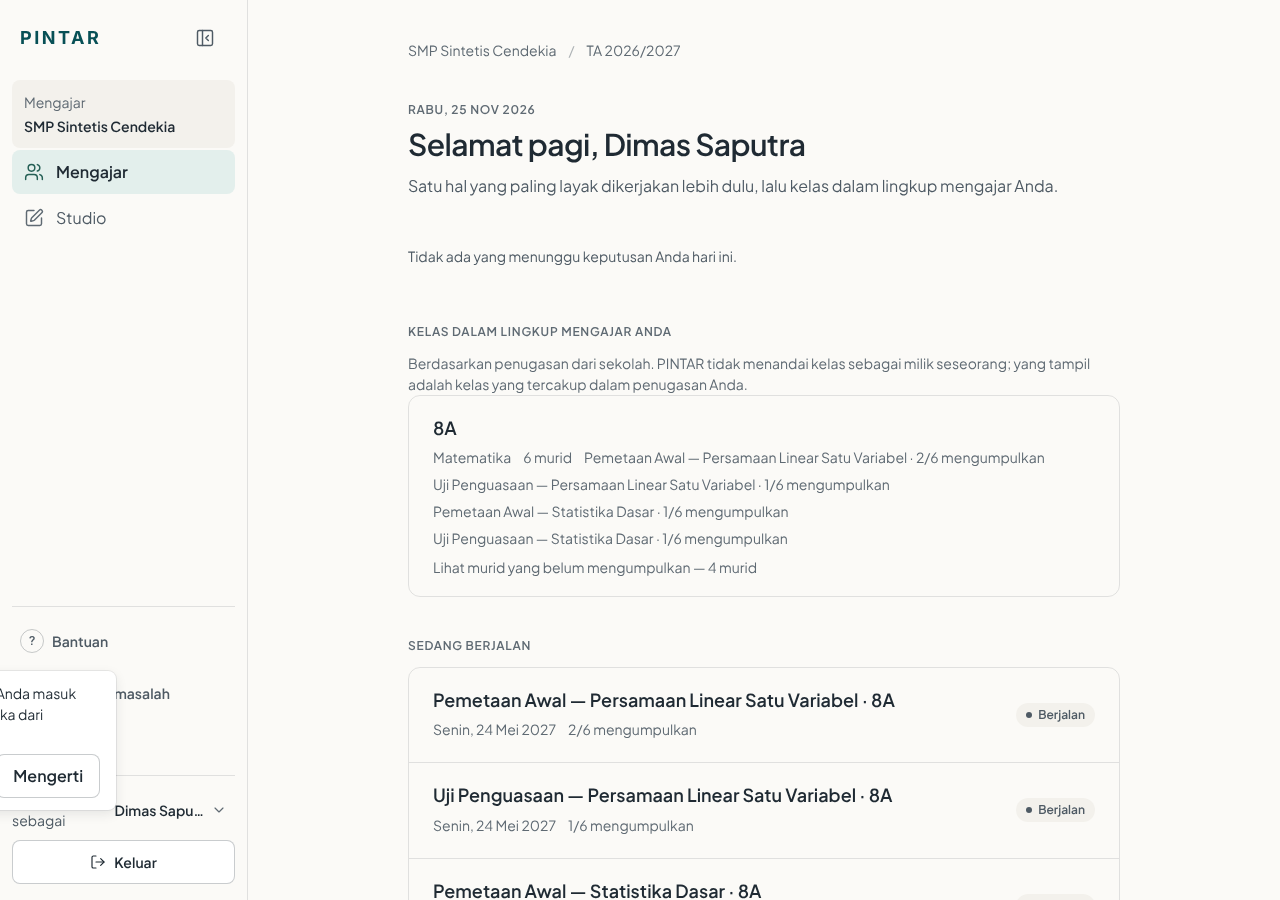 PINTAR
Mengajar
SMP Sintetis Cendekia
Mengajar
Studio
? Bantuan
masalah
Anda masuk
ka dari
Mengerti
sebagai
Dimas Sapu...
Keluar
SMP Sintetis Cendekia / TA 2026/2027
RABU, 25 NOV 2026
Selamat pagi, Dimas Saputra
Satu hal yang paling layak dikerjakan lebih dulu, lalu kelas dalam lingkup mengajar Anda.
Tidak ada yang menunggu keputusan Anda hari ini.
KELAS DALAM LINGKUP MENGAJAR ANDA
Berdasarkan penugasan dari sekolah. PINTAR tidak menandai kelas sebagai milik seseorang; yang tampil
adalah kelas yang tercakup dalam penugasan Anda.
8A
Matematika 6 murid Pemetaan Awal — Persamaan Linear Satu Variabel · 2/6 mengumpulkan
Uji Penguasaan — Persamaan Linear Satu Variabel · 1/6 mengumpulkan
Pemetaan Awal — Statistika Dasar · 1/6 mengumpulkan
Uji Penguasaan — Statistika Dasar · 1/6 mengumpulkan
Lihat murid yang belum mengumpulkan — 4 murid
SEDANG BERJALAN
Pemetaan Awal — Persamaan Linear Satu Variabel · 8A
Senin, 24 Mei 2027 2/6 mengumpulkan
Berjalan
Uji Penguasaan — Persamaan Linear Satu Variabel · 8A
Senin, 24 Mei 2027 1/6 mengumpulkan
Berjalan
Pemetaan Awal — Statistika Dasar · 8A